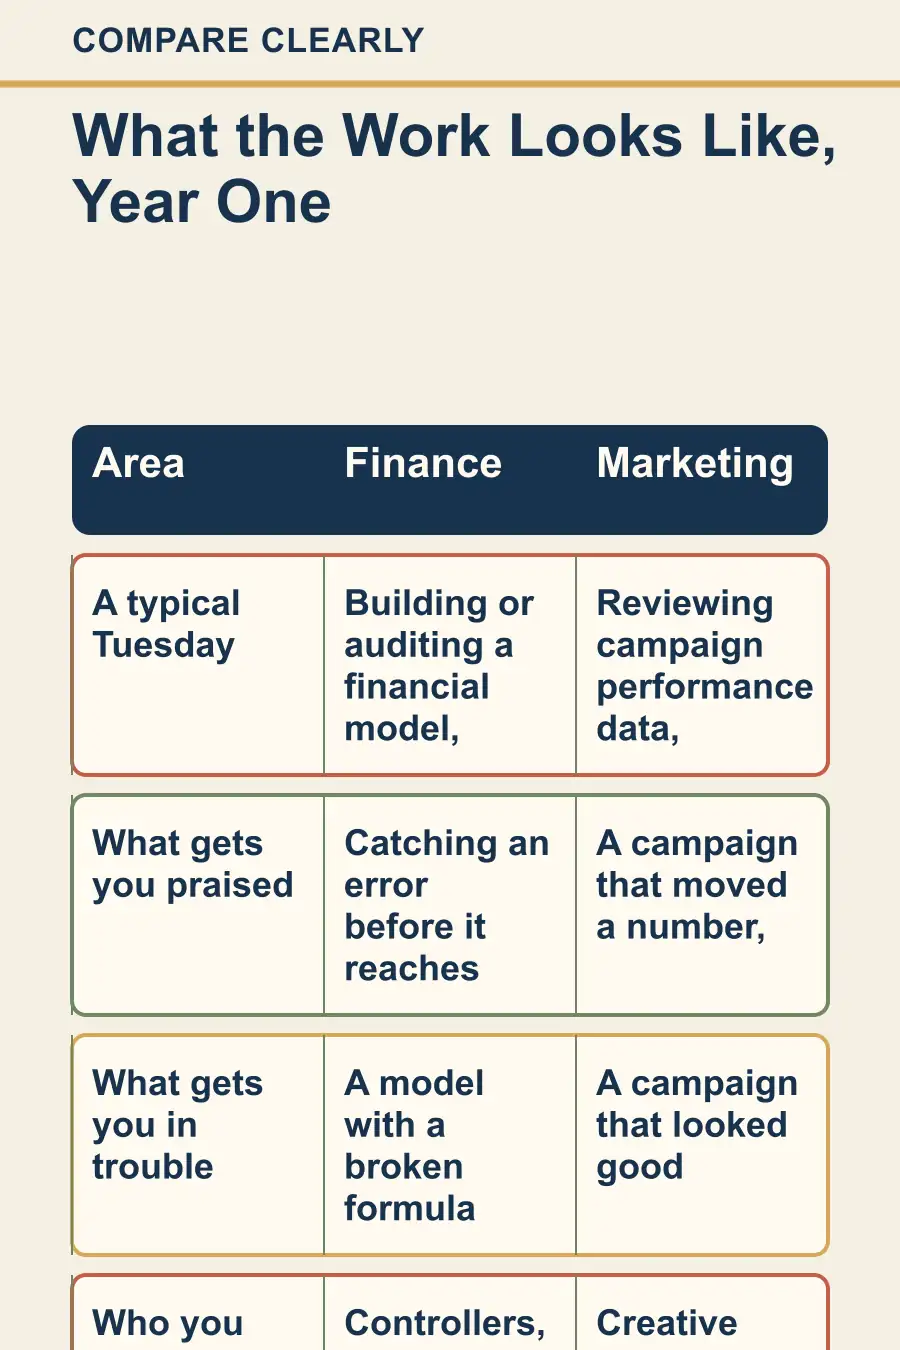 COMPARE CLEARLY
What the Work Looks Like,
Year One
Area
Finance
Marketing
A typical
Tuesday
Building or
auditing a
financial
model,
Reviewing
campaign
performance
data,
What gets
you praised
Catching an
error
before it
reaches
A campaign
that moved
a number,
What gets
you in
trouble
A model
with a
broken
formula
A campaign
that looked
good
Who you
Controllers,
Creative